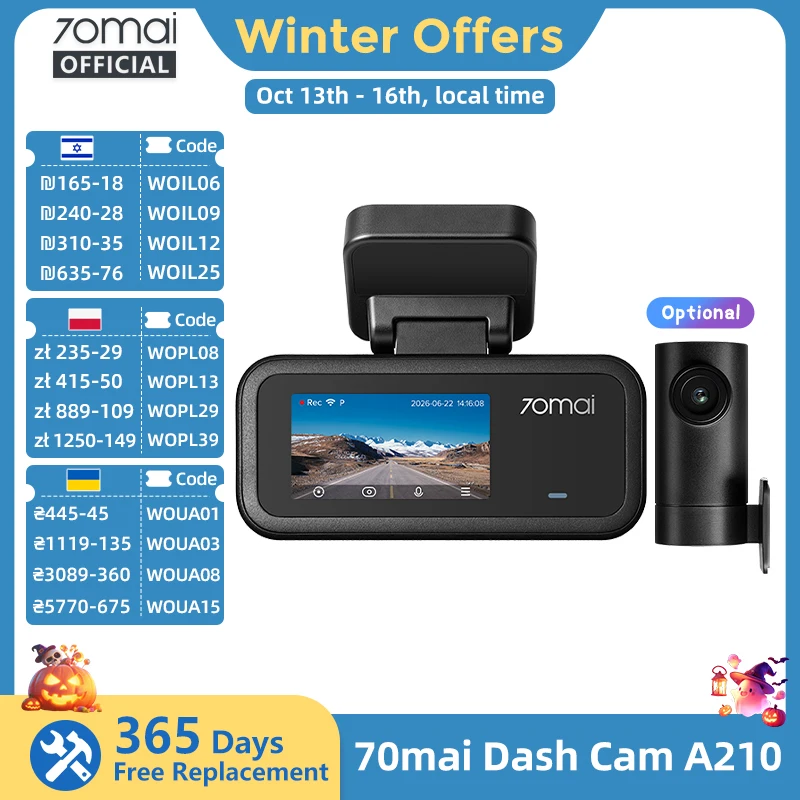 70mai
OFFICIAL
Winter Offers
Oct 13th - 16th, local time
Code
₪165-18 WOIL06
₪240-28 WOIL09
₪310-35 WOIL12
₪635-76 WOIL25
Code
zł 235-29 WOPL08
zł 415-50 WOPL13
zł 889-109 WOPL29
zł 1250-149 WOPL39
Code
₴445-45 WOUA01
₴1119-135 WOUA03
₴3089-360 WOUA08
₴5770-675 WOUA15
Optional
Rec P 2026-06-22 14:16:08
70mai
365 Days
Free Replacement
70mai Dash Cam A210